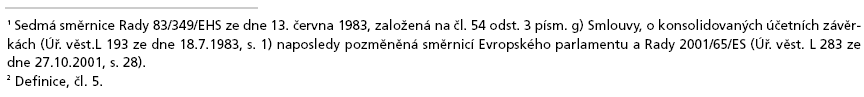 ¹ Sedmá směrnice Rady 83/349/EHS ze dne 13. června 1983, založená na čl. 54 odst. 3 písm. g) Smlouvy, o konsolidovaných účetních závěr-
kách (Úř. věst.L 193 ze dne 18.7.1983, s. 1) naposledy pozměněná směrnicí Evropského parlamentu a Rady 2001/65/ES (Úř. věst. L 283 ze
dne 27.10.2001, s. 28).
² Definice, čl. 5.